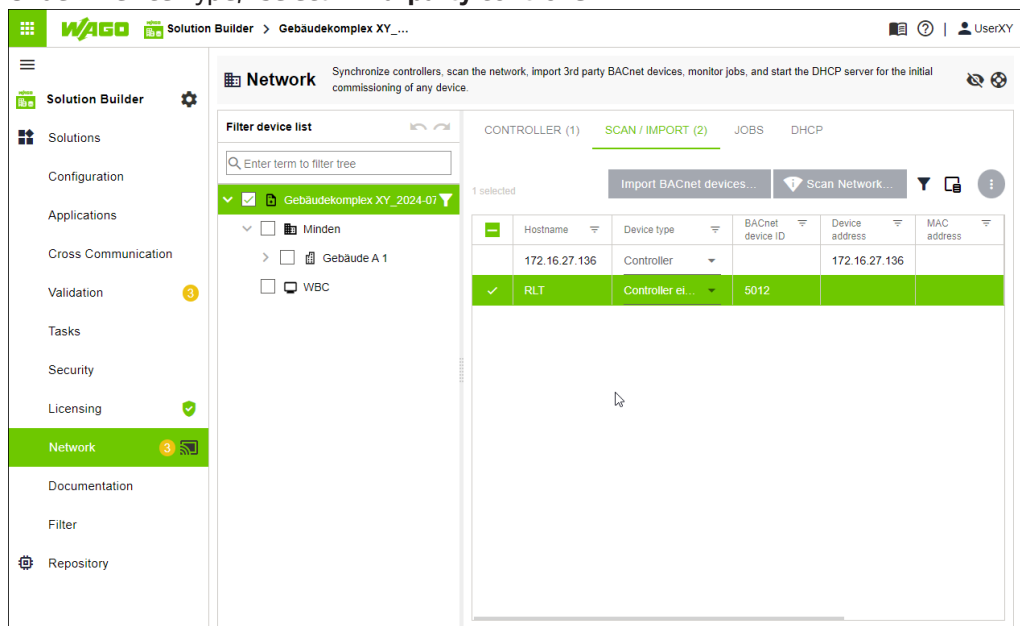 WAGO
Solution Builder > Gebäudekomplex XY_...
UserXY
Solution Builder
Solutions
Configuration
Applications
Cross Communication
Validation 3
Tasks
Security
Licensing
Network 3
Documentation
Filter
Repository
Network
Synchronize controllers, scan the network, import 3rd party BACnet devices, monitor jobs, and start the DHCP server for the initial
commissioning of any device.
Filter device list
Enter term to filter tree
Gebäudekomplex XY_2024-07
Minden
Gebäude A 1
WBC
CONTROLLER (1) SCAN / IMPORT (2) JOBS DHCP
1 selected Import BACnet devices... Scan Network...
Hostname Device type BACnet device ID Device address MAC address
172.16.27.136 Controller 172.16.27.136
RLT Controller ei... 5012